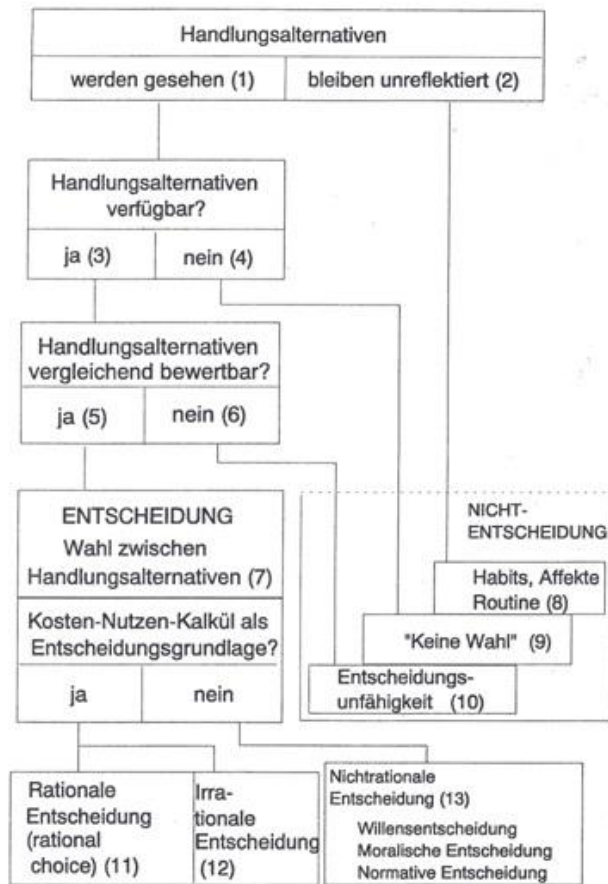 Handlungsalternativen
werden gesehen (1)
bleiben unreflektiert (2)
Handlungsalternativen
verfügbar?
ja (3)
nein (4)
Handlungsalternativen
vergleichend bewertbar?
ja (5)
nein (6)
ENTSCHEIDUNG
Wahl zwischen
Handlungsalternativen (7)
Kosten-Nutzen-Kalkül als
Entscheidungsgrundlage?
ja
nein
NICHT-
ENTSCHEIDUNG
Habits, Affekte
Routine (8)
"Keine Wahl" (9)
Entscheidungs-
unfähigkeit (10)
Rationale
Entscheidung
(rational
choice) (11)
Irra-
tionale
Entscheidung
(12)
Nichtrationale
Entscheidung (13)
Willensentscheidung
Moralische Entscheidung
Normative Entscheidung